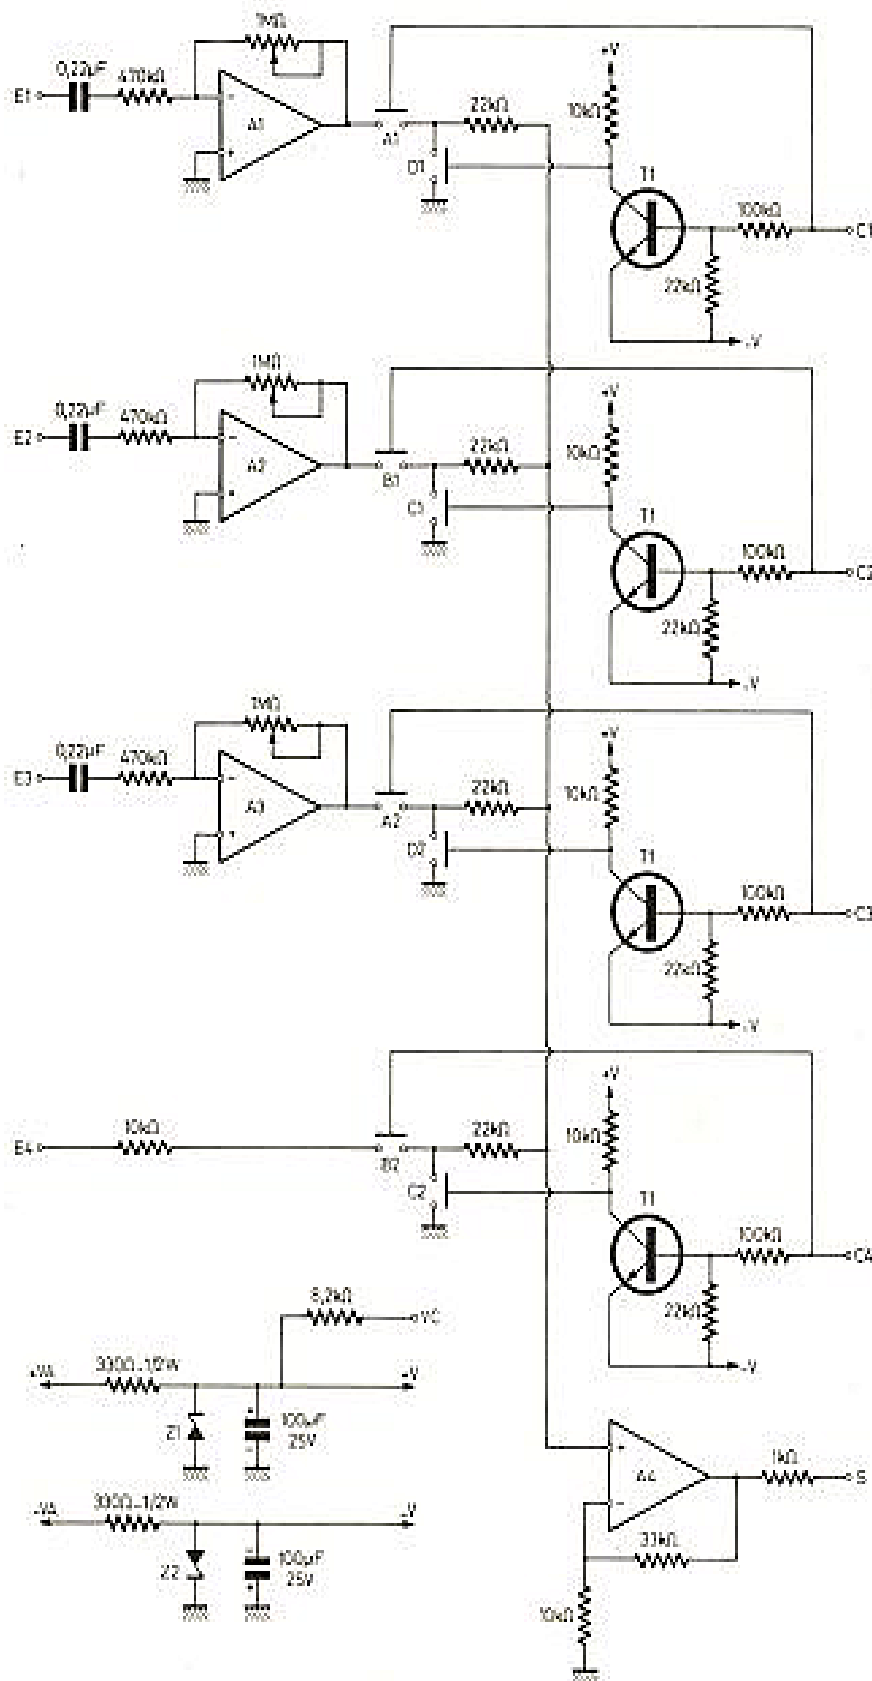 1MΩ
+V
0,22µF
470kΩ
E1
A1
22kΩ
10kΩ
A1
D1
T1
100kΩ
C1
22kΩ
-V
1MΩ
+V
0,22µF
470kΩ
22kΩ
10kΩ
E2
A2
B1
C1
T1
100kΩ
C2
22kΩ
-V
1MΩ
+V
0,22µF
470kΩ
22kΩ
10kΩ
E3
A3
A2
D2
T1
100kΩ
C3
22kΩ
-V
+V
10kΩ
22kΩ
10kΩ
E4
B2
C2
T1
100kΩ
C4
22kΩ
8,2kΩ
VC
-V
+VA
1/2W
+V
Z1
100µF
25V
A4
1kΩ
S
-VA
1/2W
-V
Z2
100µF
25V
33kΩ
10kΩ